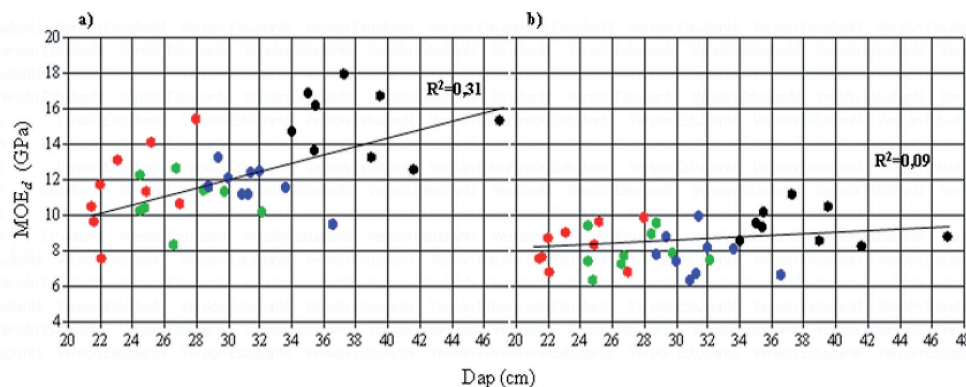 a)
b)
20
18
16
14
12
10
8
6
4
MOEd (GPa)
R²=0,31
R²=0,09
20 22 24 26 28 30 32 34 36 38 40 42 44 46 48 20 22 24 26 28 30 32 34 36 38 40 42 44 46 48
Dap (cm)